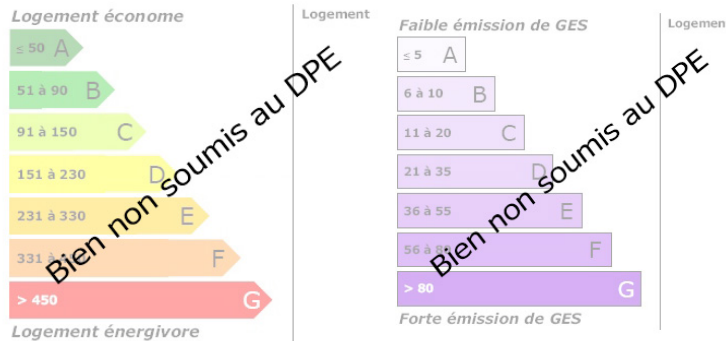 Logement économe
Logement
≤ 50 A
51 à 90 B
91 à 150 C
151 à 230 D
231 à 330 E
331 F
> 450 G
Logement énergivore
Bien non soumis au DPE
Faible émission de GES
Logemen
≤ 5 A
6 à 10 B
11 à 20 C
21 à 35 D
36 à 55 E
56 à 80 F
> 80 G
Forte émission de GES
Bien non soumis au DPE